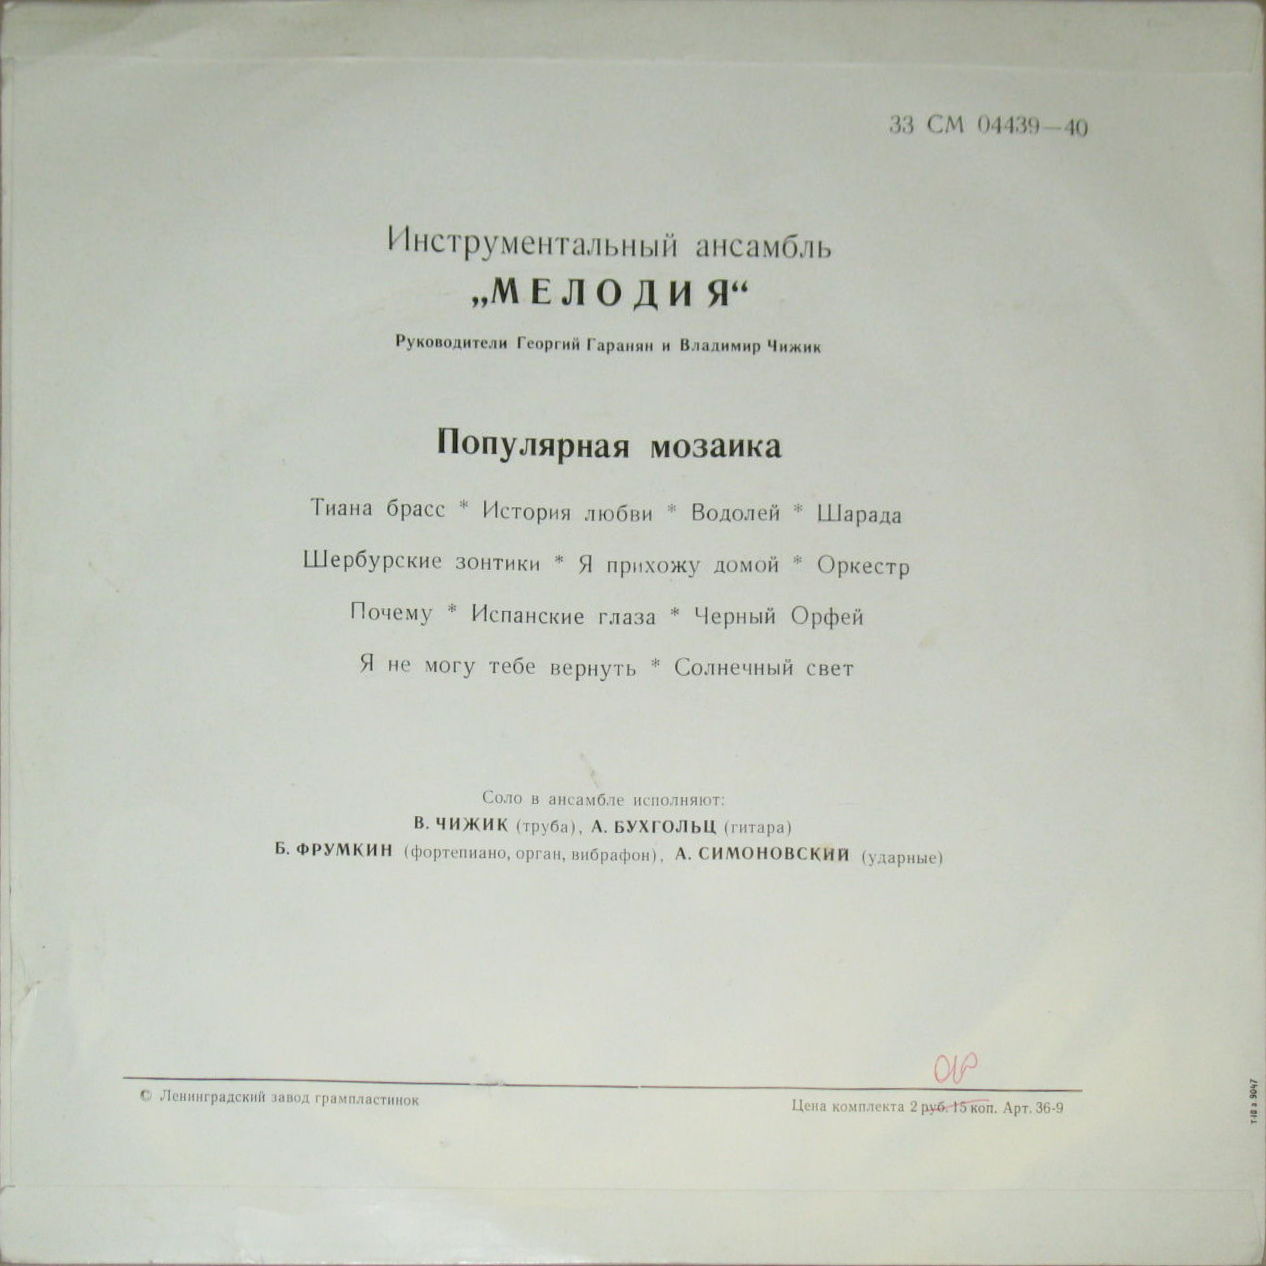 33 СМ 04439—40
Инструментальный ансамбль
„МЕЛОДИЯ“
Руководители Георгий Гаранян и Владимир Чижик
Популярная мозаика
Тиана брасс * История любви * Водолей * Шарада
Шербурские зонтики * Я прихожу домой * Оркестр
Почему * Испанские глаза * Черный Орфей
Я не могу тебе вернуть * Солнечный свет
Соло в ансамбле исполняют:
В. ЧИЖИК (труба), А. БУХГОЛЬЦ (гитара)
Б. ФРУМКИН (фортепиано, орган, вибрафон), А. СИМОНОВСКИЙ (ударные)
© Ленинградский завод грампластинок
Цена комплекта 2 руб. 15 коп. Арт. 36-9